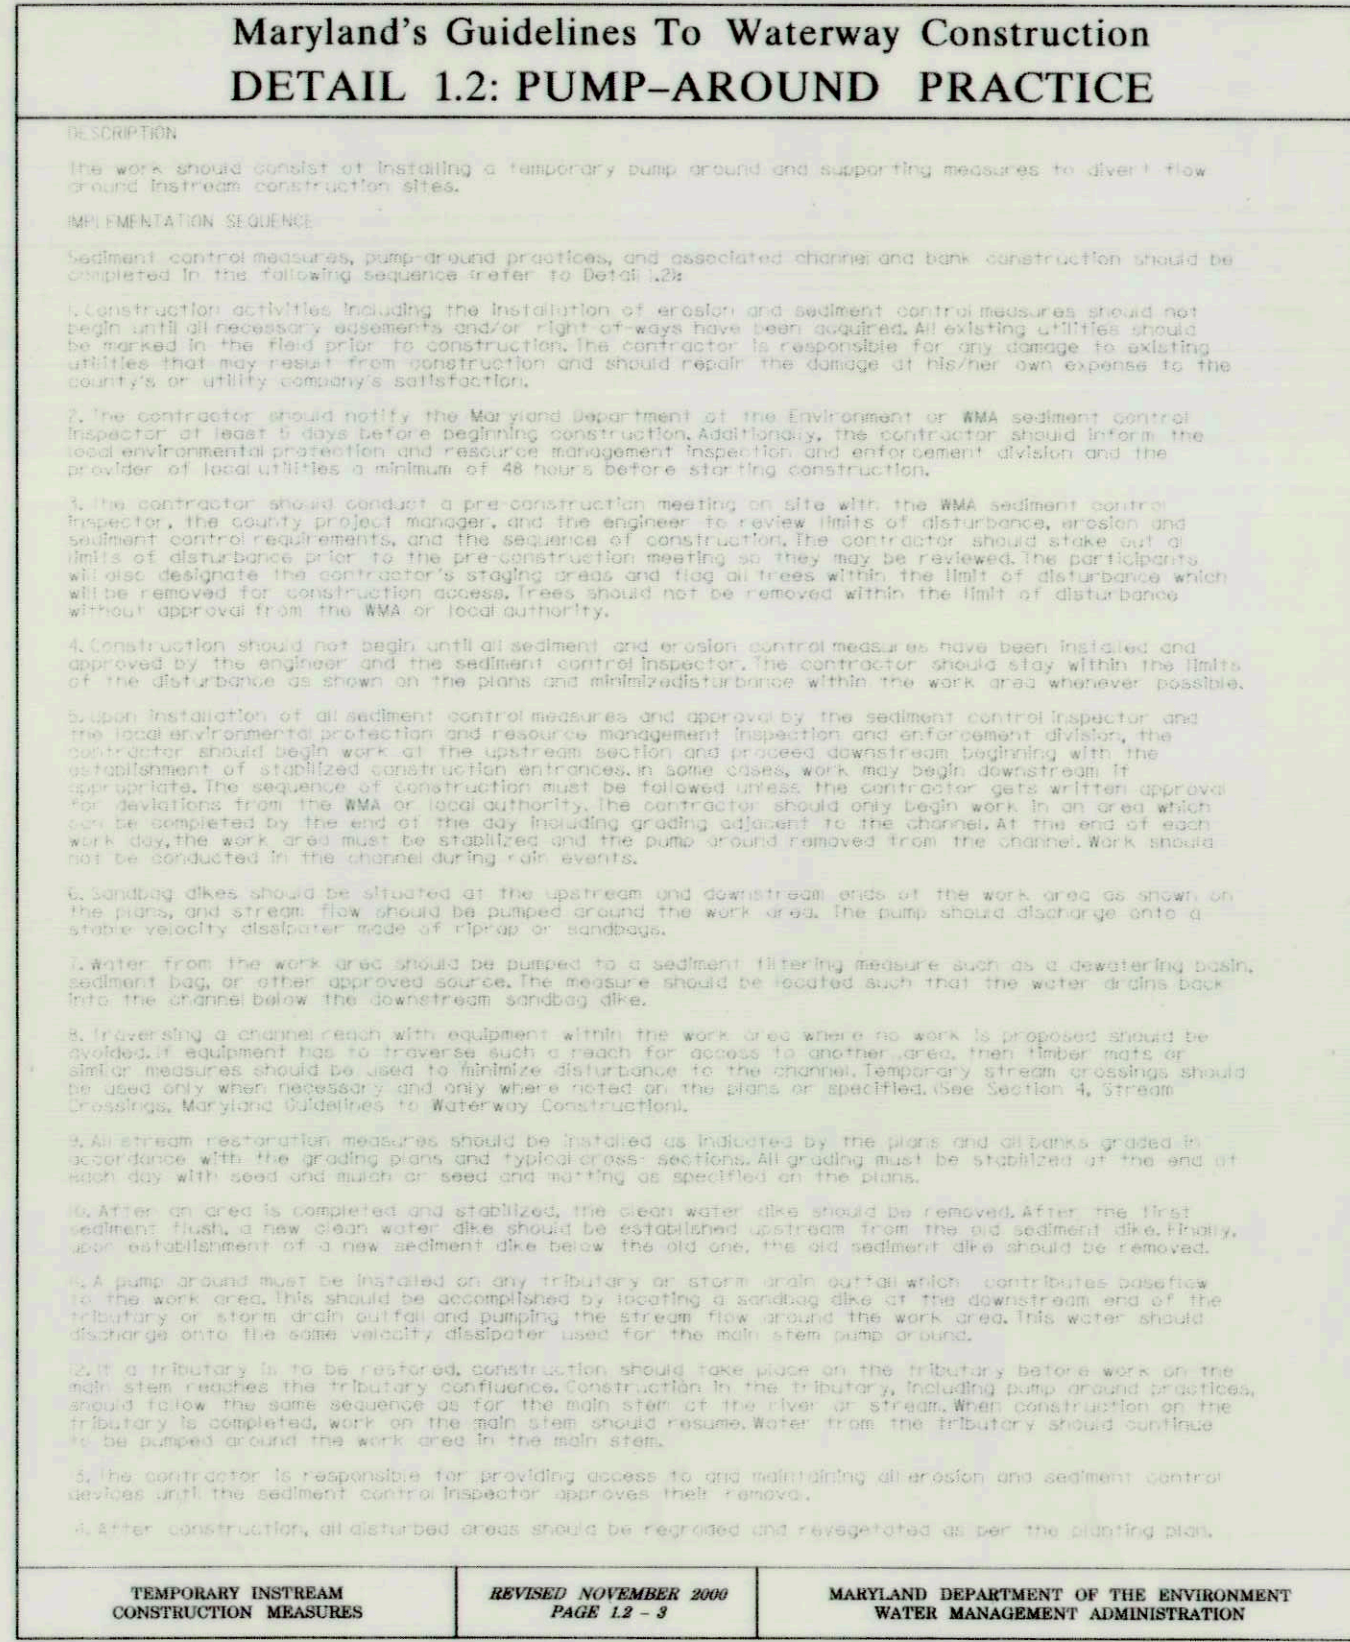 Maryland's Guidelines To Waterway Construction
DETAIL 1.2: PUMP-AROUND PRACTICE
DESCRIPTION
The work should consist of installing a temporary pump around and supporting measures to divert flow
around instream construction sites.
IMPLEMENTATION SEQUENCE
Sediment control measures, pump-around practices, and associated channel and bank construction should be
completed in the following sequence (refer to Detail 1.2):
1. Construction activities including the installation of erosion and sediment control measures should not
begin until all necessary easements and/or right-of-ways have been acquired. All existing utilities should
be marked in the field prior to construction. The contractor is responsible for any damage to existing
utilities that may result from construction and should repair the damage at his/her own expense to the
county's or utility company's satisfaction.
2. The contractor should notify the Maryland Department of the Environment or WMA sediment control
inspector at least 5 days before beginning construction. Additionally, the contractor should inform the
local environmental protection and resource management inspection and enforcement division and the
provider of local utilities a minimum of 48 hours before starting construction.
3. The contractor should conduct a pre-construction meeting on site with the WMA sediment control
inspector, the county project manager, and the engineer to review limits of disturbance, erosion and
sediment control requirements, and the sequence of construction. The contractor should stake out all
limits of disturbance prior to the pre-construction meeting so they may be reviewed. The participants
will also designate the contractor's staging areas and flag all trees within the limit of disturbance which
will be removed for construction access. Trees should not be removed within the limit of disturbance
without approval from the WMA or local authority.
4. Construction should not begin until all sediment and erosion control measures have been installed and
approved by the engineer and the sediment control inspector. The contractor should stay within the limits
of the disturbance as shown on the plans and minimizedisturbance within the work area whenever possible.
5. Upon installation of all sediment control measures and approval by the sediment control inspector and
the local environmental protection and resource management inspection and enforcement division, the
contractor should begin work at the upstream section and proceed downstream beginning with the
establishment of stabilized construction entrances. In some cases, work may begin downstream if
appropriate. The sequence of construction must be followed unless the contractor gets written approval
for deviations from the WMA or local authority. The contractor should only begin work in an area which
can be completed by the end of the day including grading adjacent to the channel. At the end of each
work day, the work area must be stabilized and the pump around removed from the channel. Work should
not be conducted in the channel during rain events.
6. Sandbag dikes should be situated at the upstream and downstream ends of the work area as shown on
the plans, and stream flow should be pumped around the work area. The pump should discharge onto a
stable velocity dissipater made of riprap or sandbags.
7. Water from the work area should be pumped to a sediment filtering measure such as a dewatering basin,
sediment bag, or other approved source. The measure should be located such that the water drains back
into the channel below the downstream sandbag dike.
8. Traversing a channel reach with equipment within the work area where no work is proposed should be
avoided. If equipment has to traverse such a reach for access to another area, then timber mats or
similar measures should be used to minimize disturbance to the channel. Temporary stream crossings should
be used only when necessary and only where noted on the plans or specified. (See Section 4, Stream
Crossings, Maryland Guidelines to Waterway Construction).
9. All stream restoration measures should be installed as indicated by the plans and all banks graded in
accordance with the grading plans and typical cross- sections. All grading must be stabilized at the end of
each day with seed and mulch or seed and matting as specified on the plans.
10. After an area is completed and stabilized, the clean water dike should be removed. After the first
sediment flush, a new clean water dike should be established upstream from the old sediment dike. Finally,
upon establishment of a new sediment dike below the old one, the old sediment dike should be removed.
11. A pump around must be installed on any tributary or storm drain outfall which contributes baseflow
to the work area. This should be accomplished by locating a sandbag dike at the downstream end of the
tributary or storm drain outfall and pumping the stream flow around the work area. This water should
discharge onto the same velocity dissipater used for the main stem pump around.
12. If a tributary is to be restored, construction should take place on the tributary before work on the
main stem reaches the tributary confluence. Construction in the tributary, including pump around practices,
should follow the same sequence as for the main stem of the river or stream. When construction on the
tributary is completed, work on the main stem should resume. Water from the tributary should continue
to be pumped around the work area in the main stem.
13. The contractor is responsible for providing access to and maintaining all erosion and sediment control
devices until the sediment control inspector approves their removal.
14. After construction, all disturbed areas should be regraded and revegetated as per the planting plan.
TEMPORARY INSTREAM
CONSTRUCTION MEASURES
REVISED NOVEMBER 2000
PAGE 1.2 - 3
MARYLAND DEPARTMENT OF THE ENVIRONMENT
WATER MANAGEMENT ADMINISTRATION